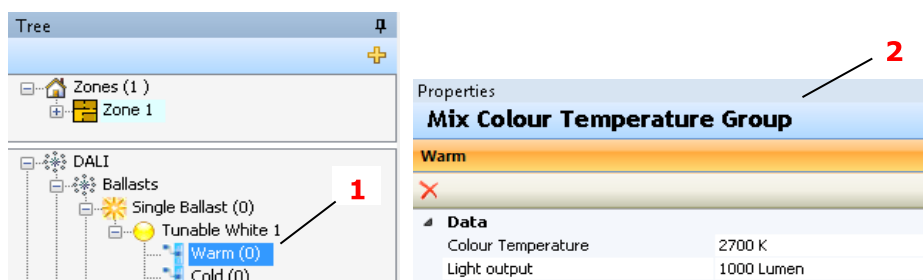 Tree
Zones (1 )
Zone 1
DALI
Ballasts
Single Ballast (0)
Tunable White 1
Warm (0)
Cold (0)
1
2
Properties
Mix Colour Temperature Group
Warm
Data
Colour Temperature 2700 K
Light output 1000 Lumen